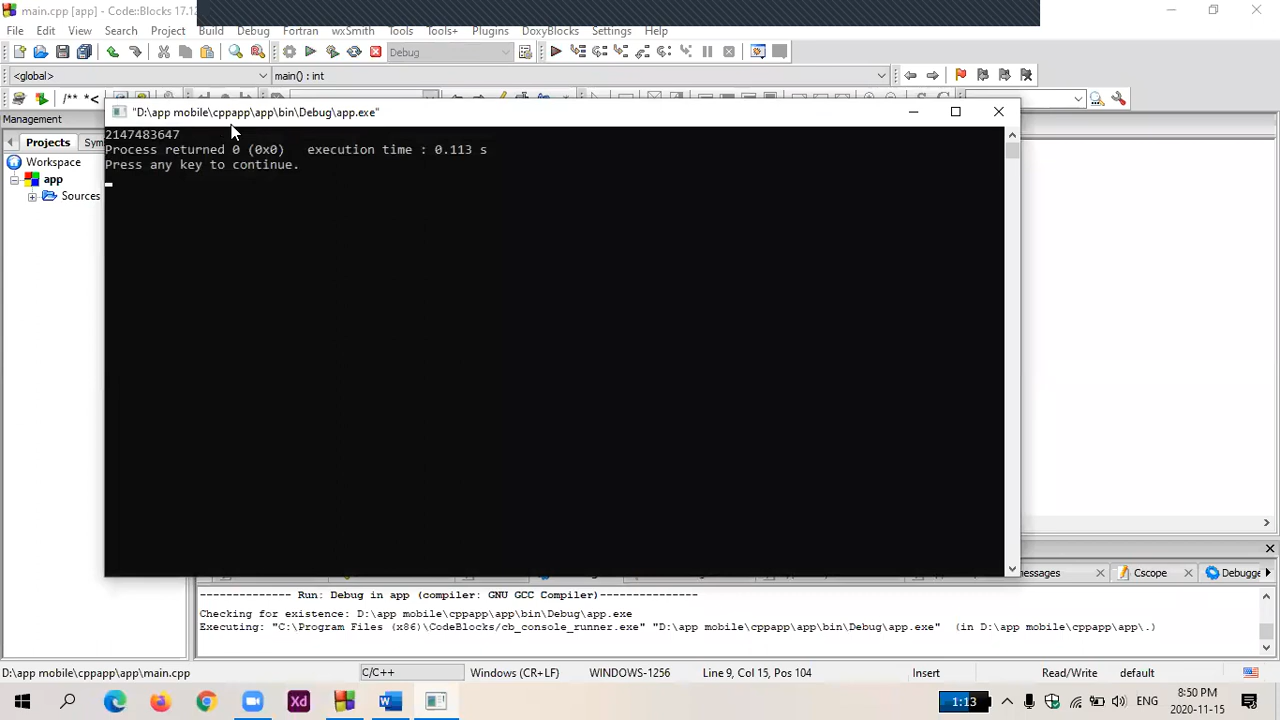 main.cpp [app] - Code::Blocks 17.12
File Edit View Search Project Build Debug Fortran wxSmith Tools Tools+ Plugins DoxyBlocks Settings Help
Debug
<global> main() : int
/** *<
Management
"D:\app mobile\cppapp\app\bin\Debug\app.exe"
2147483647
Process returned 0 (0x0) execution time : 0.113 s
Press any key to continue.
Projects
Workspace
app
Sources
Cscope
-------------- Run: Debug in app (compiler: GNU GCC Compiler)---------------
Checking for existence: D:\app mobile\cppapp\app\bin\Debug\app.exe
Executing: "C:\Program Files (x86)\CodeBlocks/cb_console_runner.exe" "D:\app mobile\cppapp\app\bin\Debug\app.exe" (in D:\app mobile\cppapp\app\.)
D:\app mobile\cppapp\app\main.cpp C/C++ Windows (CR+LF) WINDOWS-1256 Line 9, Col 15, Pos 104 Insert Read/Write default
Xd
1:13 ENG 8:50 PM
2020-11-15